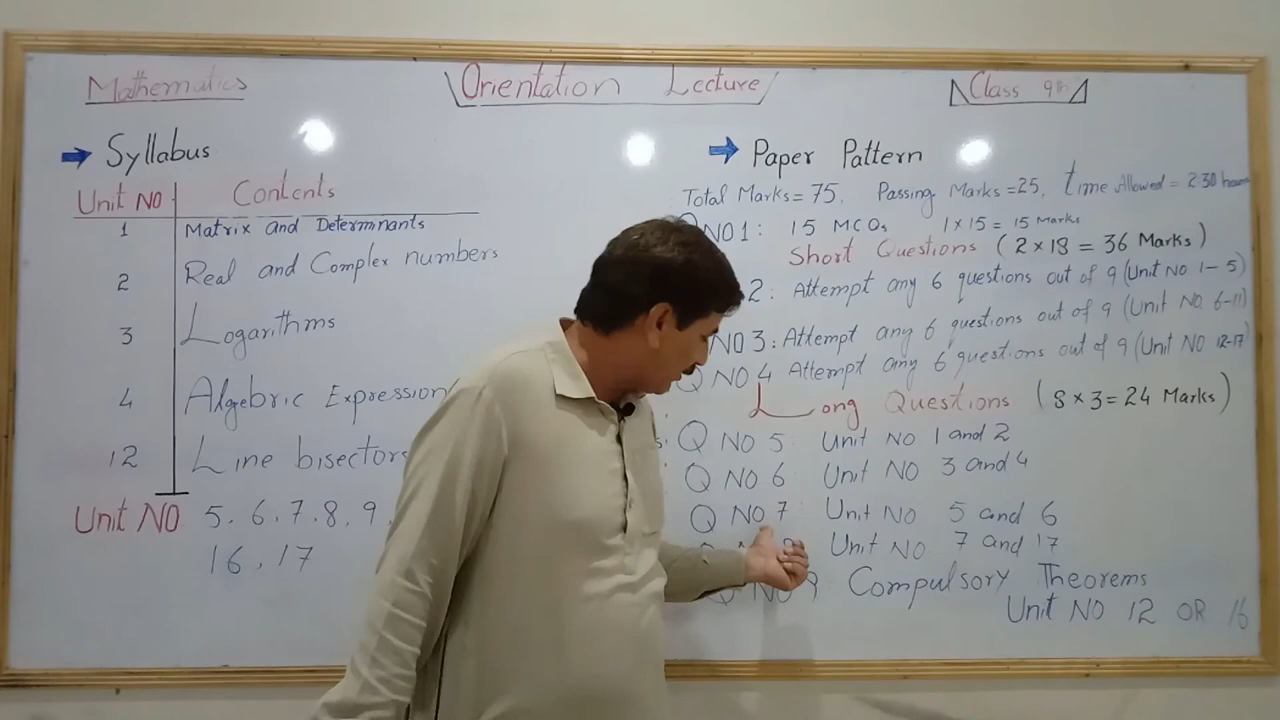 Mathematics
Orientation Lecture
Class 9th
Syllabus
Unit NO Contents
1 Matrix and Determinants
2 Real and Complex numbers
3 Logarithms
4 Algebric Expression
12 Line bisectors
Unit NO 5. 6. 7. 8. 9.
16. 17
Paper Pattern
Total Marks = 75, Passing Marks = 25, time Allowed = 2:30 hours
Q NO 1: 15 MCQs 1 x 15 = 15 Marks
Short Questions (2 x 18 = 36 Marks)
2: Attempt any 6 questions out of 9 (Unit No 1-5)
NO 3: Attempt any 6 questions out of 9 (Unit NO 6-11)
Q NO 4 Attempt any 6 questions out of 9 (Unit NO 12-17)
Long Questions (8 x 3 = 24 Marks)
Q NO 5 Unit NO 1 and 2
Q NO 6 Unit NO 3 and 4
Q NO 7 Unit NO 5 and 6
Unit NO 7 and 17
Q NO 9 Compulsory Theorems
Unit NO 12 OR 16